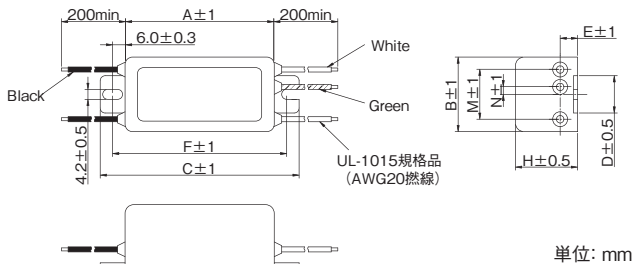 200min
A±1
200min
6.0±0.3
White
Black
Green
4.2±0.5
F±1
C±1
UL-1015規格品
(AWG20撚線)
E±1
B±1
M±1
N±1
D±0.5
H±0.5
単位: mm